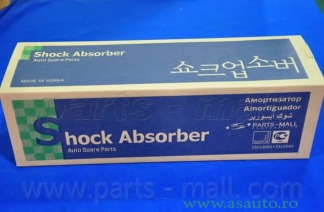 Shock Absorber
Auto Spare Parts
MADE IN KOREA
쇼크업소버
Амортизатор
Amortiguador
PARTS-MALL
Shock Absorber
Auto Spare Parts
www.parts-mall.com
www.asauto.ro